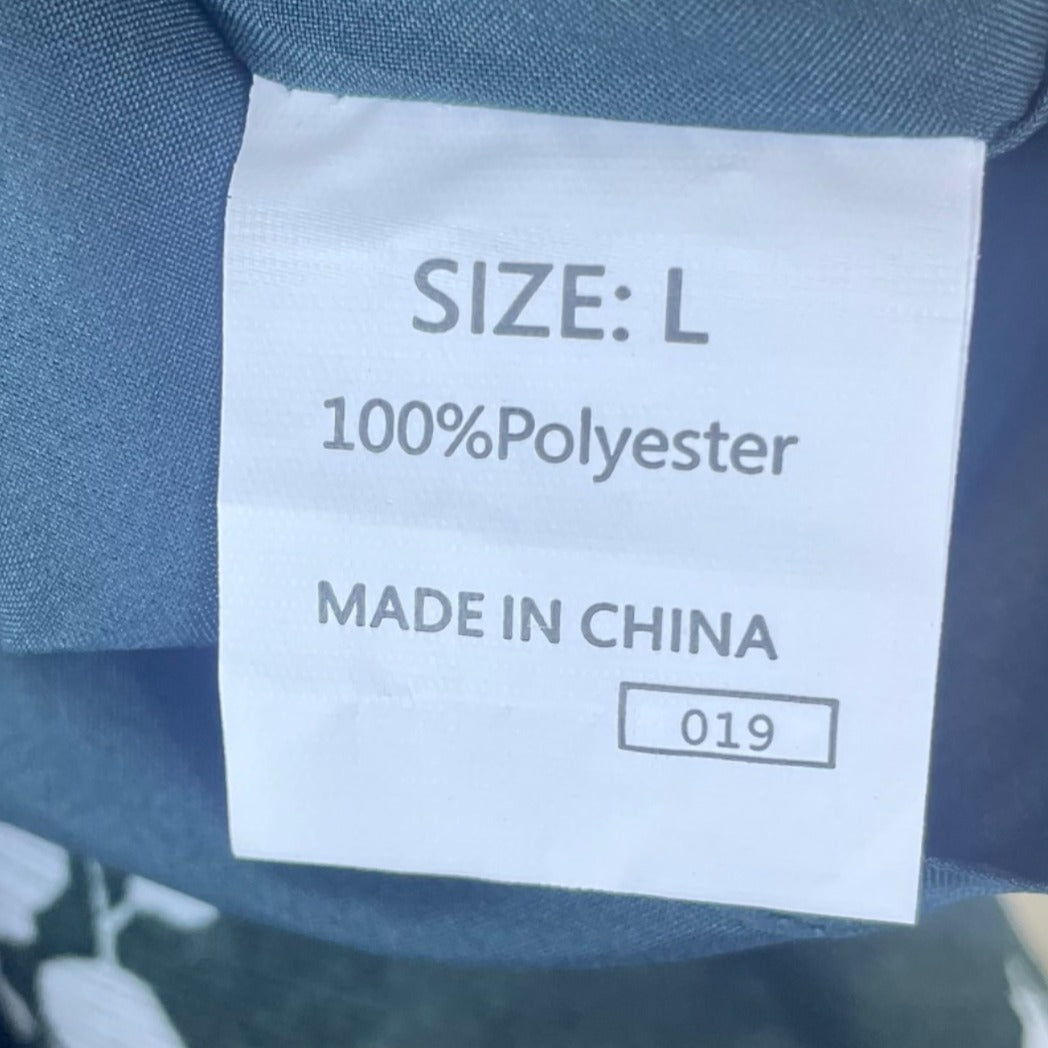 SIZE: L
100%Polyester
MADE IN CHINA
019